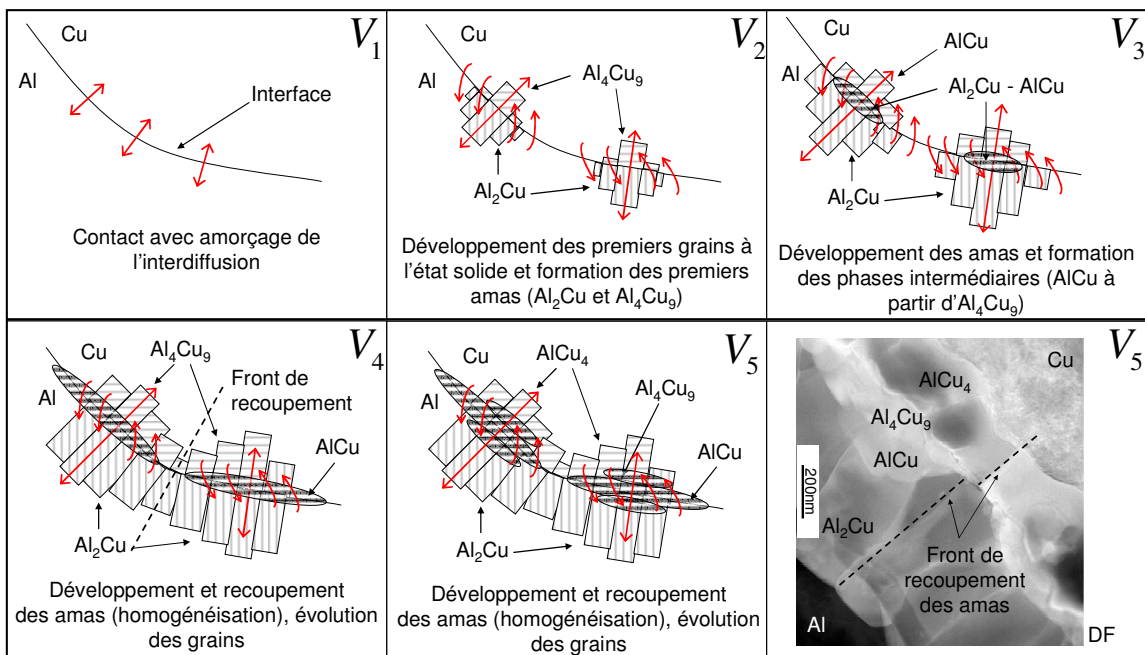 V₁
Cu
Al
Interface
Contact avec amorçage de
l'interdiffusion
V₂
Cu
Al
Al₄Cu₉
Al₂Cu
Développement des premiers grains à
l'état solide et formation des premiers
amas (Al₂Cu et Al₄Cu₉)
V₃
Cu
AlCu
Al
Al₂Cu - AlCu
Al₂Cu
Développement des amas et formation
des phases intermédiaires (AlCu à
partir d'Al₄Cu₉)
V₄
Cu
Al₄Cu₉
Al
Front de
recoupement
AlCu
Al₂Cu
Développement et recoupement
des amas (homogénéisation), évolution
des grains
V₅
Cu
AlCu₄
Al
Al₄Cu₉
AlCu
Al₂Cu
Développement et recoupement
des amas (homogénéisation), évolution
des grains
V₅
Cu
AlCu₄
Al₄Cu₉
AlCu
200nm
Al₂Cu
Front de
recoupement
des amas
Al
DF